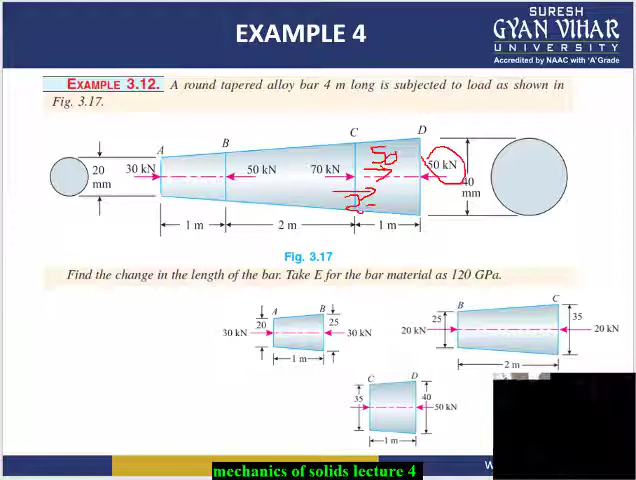 EXAMPLE 4
SURESH
GYAN VIHAR
UNIVERSITY
Accredited by NAAC with 'A' Grade
EXAMPLE 3.12. A round tapered alloy bar 4 m long is subjected to load as shown in
Fig. 3.17.
A
B
C
D
20
mm
30 kN
50 kN
70 kN
50
50 kN
40
mm
1 m
2 m
1 m
Fig. 3.17
Find the change in the length of the bar. Take E for the bar material as 120 GPa.
A
B
20
25
30 kN
30 kN
1 m
B
C
25
35
20 kN
20 kN
2 m
C
D
35
40
50 kN
1 m
W
mechanics of solids lecture 4